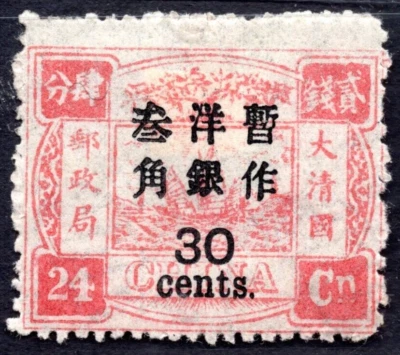 貳錢肆分
大清國
郵政局
暫作
洋銀
叁角
30
cents.
CHINA
24 Cn